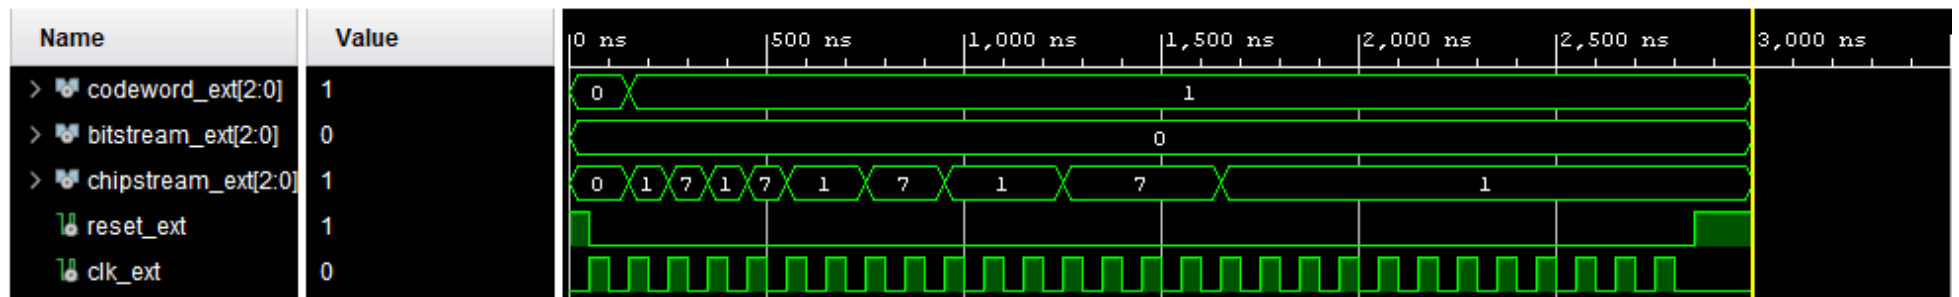 Name Value 0 ns 500 ns 1,000 ns 1,500 ns 2,000 ns 2,500 ns 3,000 ns
codeword_ext[2:0] 1 0 1
bitstream_ext[2:0] 0 0
chipstream_ext[2:0] 1 0 1 7 1 7 1 7 1 7 1
reset_ext 1
clk_ext 0